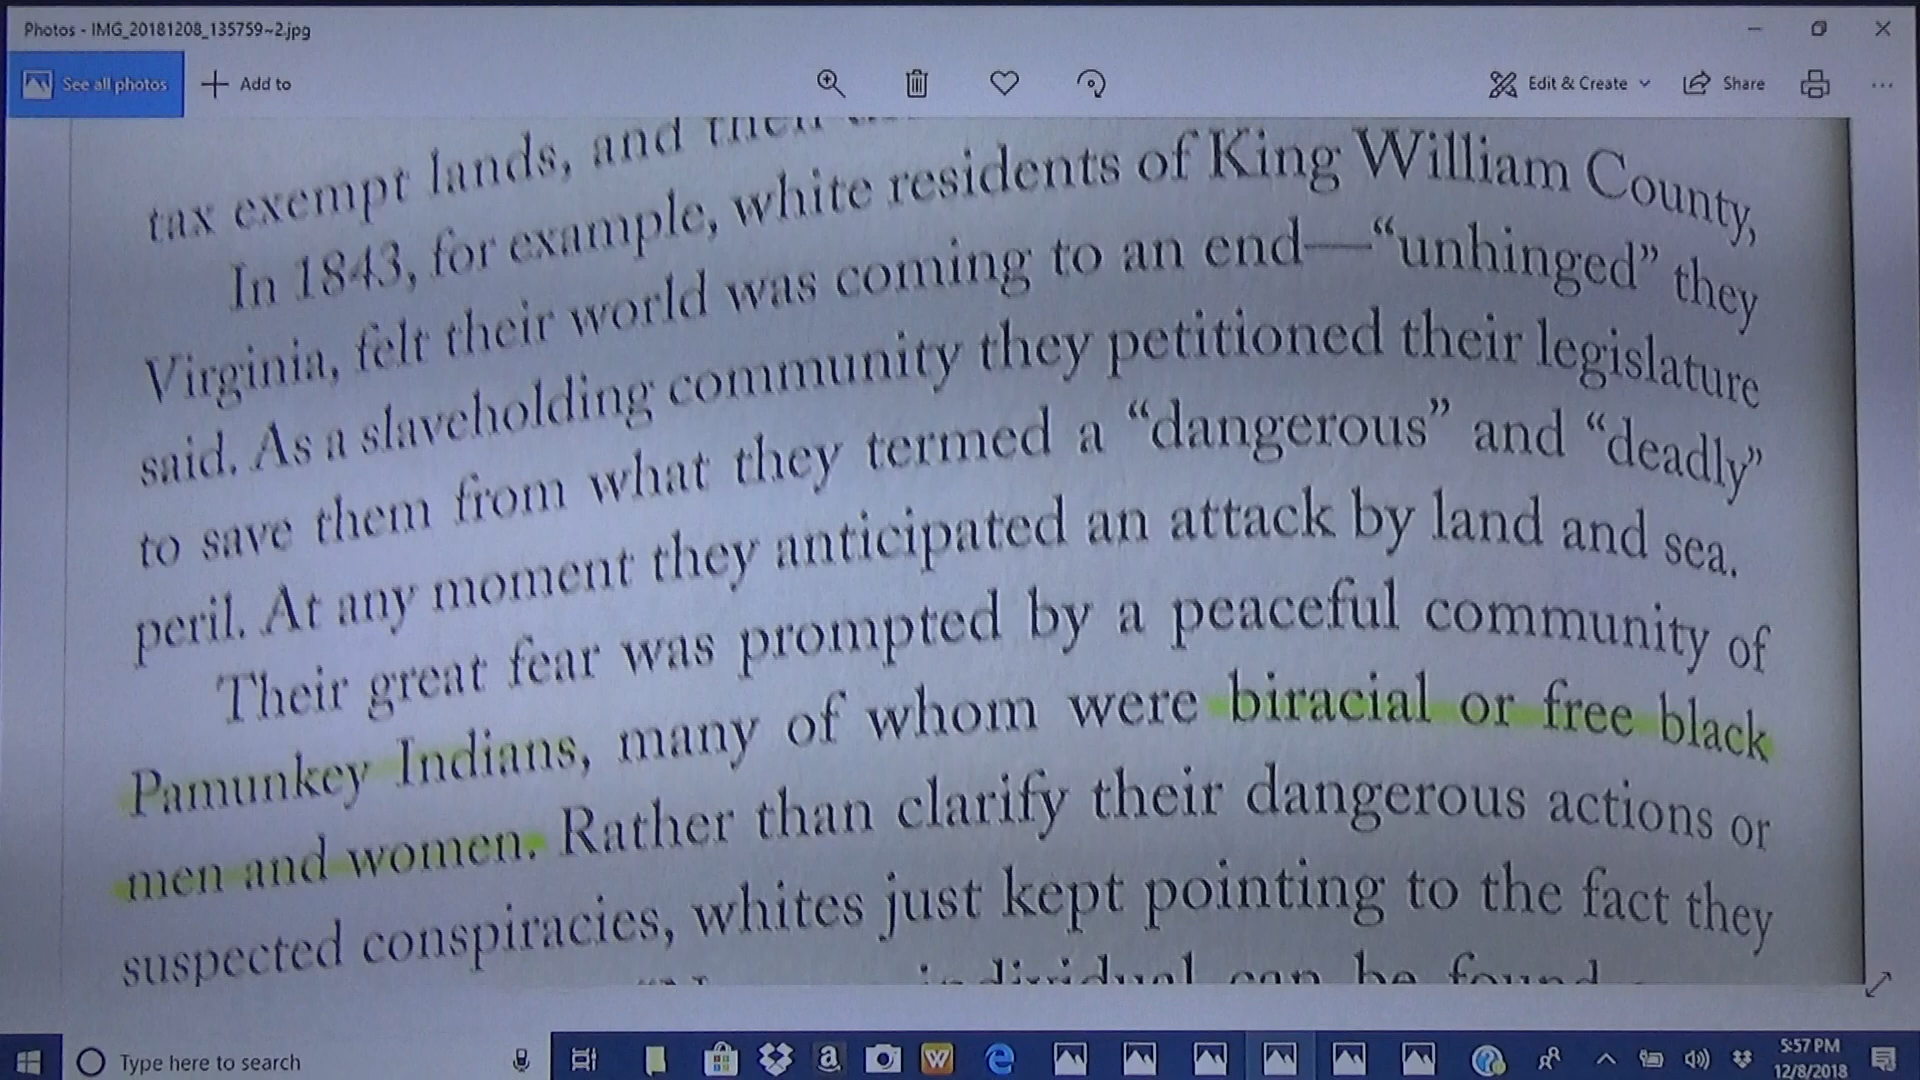 Photos - IMG_20181208_135759~2.jpg
See all photos
Add to
Edit & Create
Share
tax exempt lands, and their
In 1843, for example, white residents of King William County,
Virginia, felt their world was coming to an end—“unhinged” they
said. As a slaveholding community they petitioned their legislature
to save them from what they termed a “dangerous” and “deadly”
peril. At any moment they anticipated an attack by land and sea.
Their great fear was prompted by a peaceful community of
Pamunkey Indians, many of whom were biracial or free black
men and women. Rather than clarify their dangerous actions or
suspected conspiracies, whites just kept pointing to the fact they
individual can be found
Type here to search
5:57 PM
12/8/2018